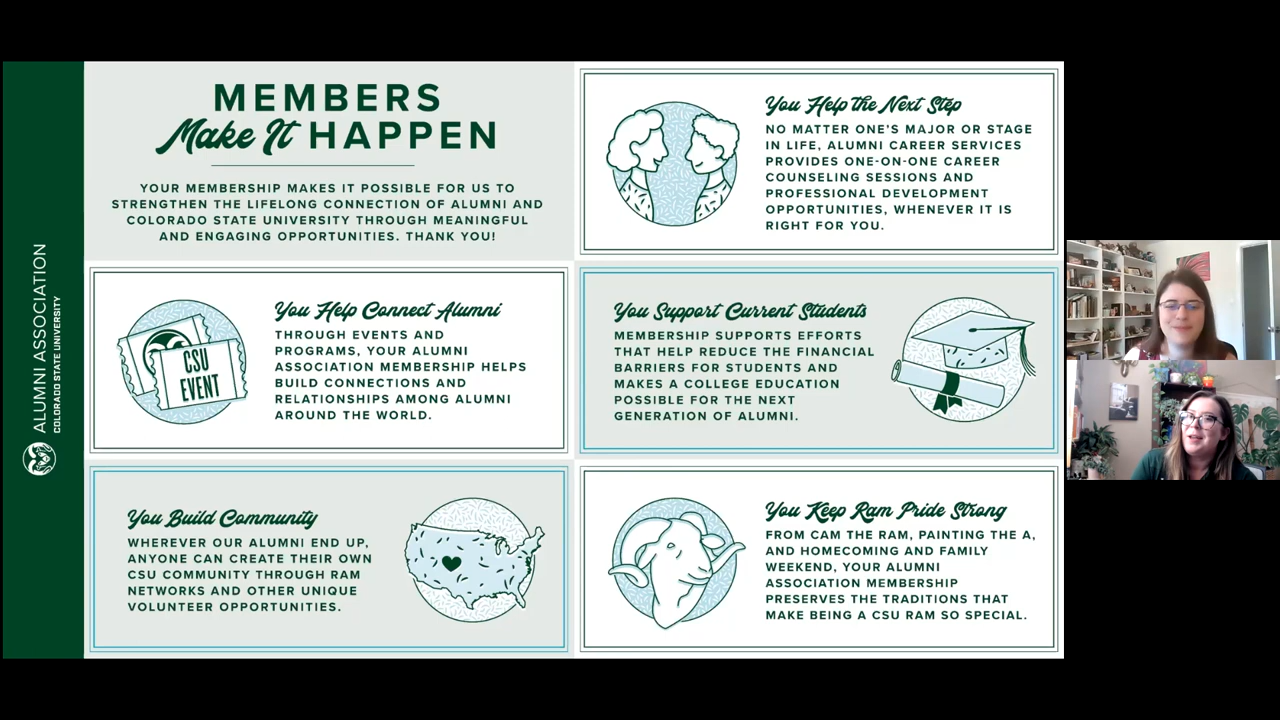 MEMBERS
Make It HAPPEN
YOUR MEMBERSHIP MAKES IT POSSIBLE FOR US TO
STRENGTHEN THE LIFELONG CONNECTION OF ALUMNI AND
COLORADO STATE UNIVERSITY THROUGH MEANINGFUL
AND ENGAGING OPPORTUNITIES. THANK YOU!
You Help the Next Step
NO MATTER ONE'S MAJOR OR STAGE
IN LIFE, ALUMNI CAREER SERVICES
PROVIDES ONE-ON-ONE CAREER
COUNSELING SESSIONS AND
PROFESSIONAL DEVELOPMENT
OPPORTUNITIES, WHENEVER IT IS
RIGHT FOR YOU.
CSU
EVENT
You Help Connect Alumni
THROUGH EVENTS AND
PROGRAMS, YOUR ALUMNI
ASSOCIATION MEMBERSHIP HELPS
BUILD CONNECTIONS AND
RELATIONSHIPS AMONG ALUMNI
AROUND THE WORLD.
You Support Current Students
MEMBERSHIP SUPPORTS EFFORTS
THAT HELP REDUCE THE FINANCIAL
BARRIERS FOR STUDENTS AND
MAKES A COLLEGE EDUCATION
POSSIBLE FOR THE NEXT
GENERATION OF ALUMNI.
You Build Community
WHEREVER OUR ALUMNI END UP,
ANYONE CAN CREATE THEIR OWN
CSU COMMUNITY THROUGH RAM
NETWORKS AND OTHER UNIQUE
VOLUNTEER OPPORTUNITIES.
You Keep Ram Pride Strong
FROM CAM THE RAM, PAINTING THE A,
AND HOMECOMING AND FAMILY
WEEKEND, YOUR ALUMNI
ASSOCIATION MEMBERSHIP
PRESERVES THE TRADITIONS THAT
MAKE BEING A CSU RAM SO SPECIAL.
ALUMNI ASSOCIATION
COLORADO STATE UNIVERSITY